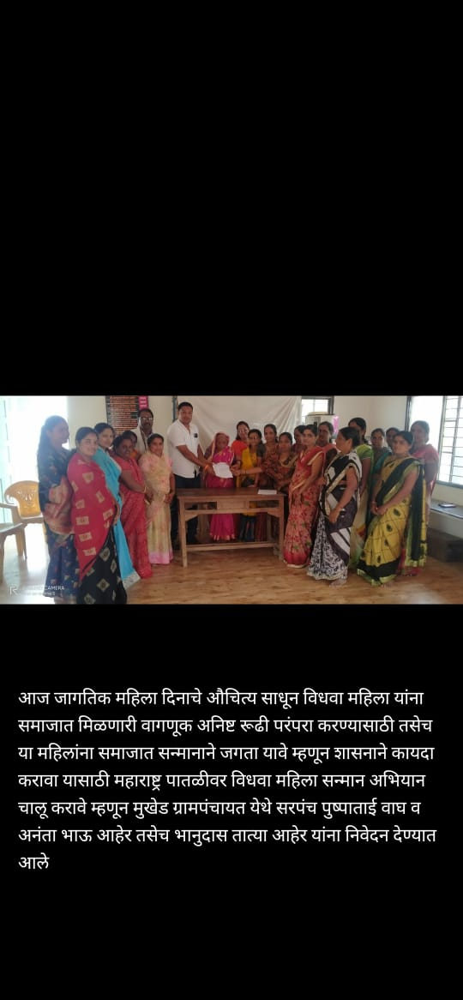 आज जागतिक महिला दिनाचे औचित्य साधून विधवा महिला यांना
समाजात मिळणारी वागणूक अनिष्ट रूढी परंपरा करण्यासाठी तसेच
या महिलांना समाजात सन्मानाने जगता यावे म्हणून शासनाने कायदा
करावा यासाठी महाराष्ट्र पातळीवर विधवा महिला सन्मान अभियान
चालू करावे म्हणून मुखेड ग्रामपंचायत येथे सरपंच पुष्पाताई वाघ व
अनंता भाऊ आहेर तसेच भानुदास तात्या आहेर यांना निवेदन देण्यात
आले
CAMERA